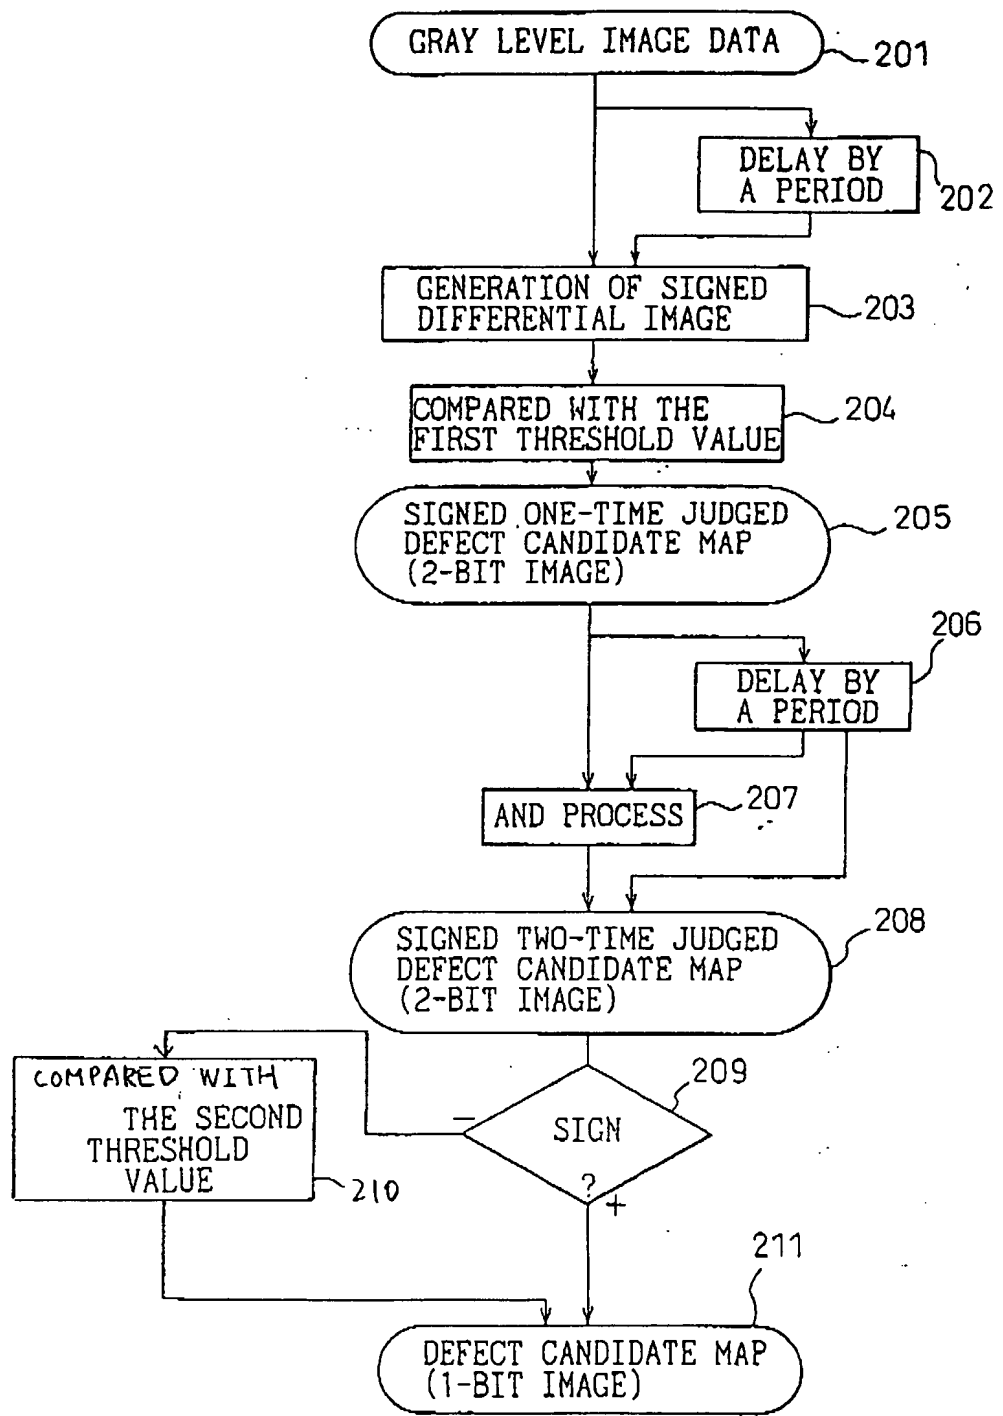 GRAY LEVEL IMAGE DATA
201
DELAY BY
A PERIOD
202
GENERATION OF SIGNED
DIFFERENTIAL IMAGE
203
COMPARED WITH THE
FIRST THRESHOLD VALUE
204
SIGNED ONE-TIME JUDGED
DEFECT CANDIDATE MAP
(2-BIT IMAGE)
205
206
DELAY BY
A PERIOD
AND PROCESS
207
SIGNED TWO-TIME JUDGED
DEFECT CANDIDATE MAP
(2-BIT IMAGE)
208
COMPARED WITH
THE SECOND
THRESHOLD
VALUE
210
209
−
SIGN
?
+
211
DEFECT CANDIDATE MAP
(1-BIT IMAGE)